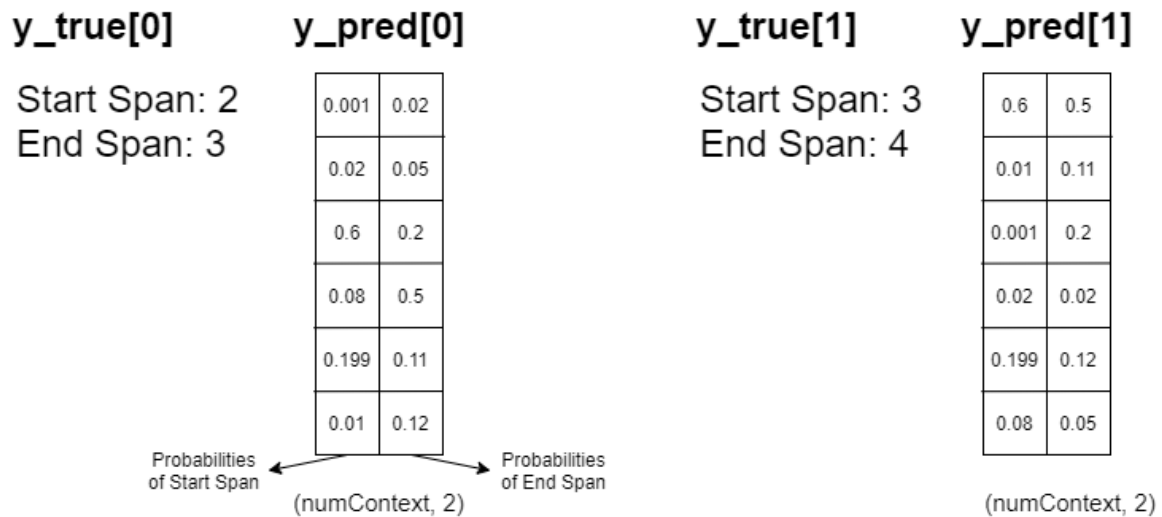 y_true[0] y_pred[0] y_true[1] y_pred[1]
Start Span: 2
End Span: 3
0.001 0.02
0.02 0.05
0.6 0.2
0.08 0.5
0.199 0.11
0.01 0.12
Probabilities
of Start Span
Probabilities
of End Span
(numContext, 2)
Start Span: 3
End Span: 4
0.6 0.5
0.01 0.11
0.001 0.2
0.02 0.02
0.199 0.12
0.08 0.05
(numContext, 2)